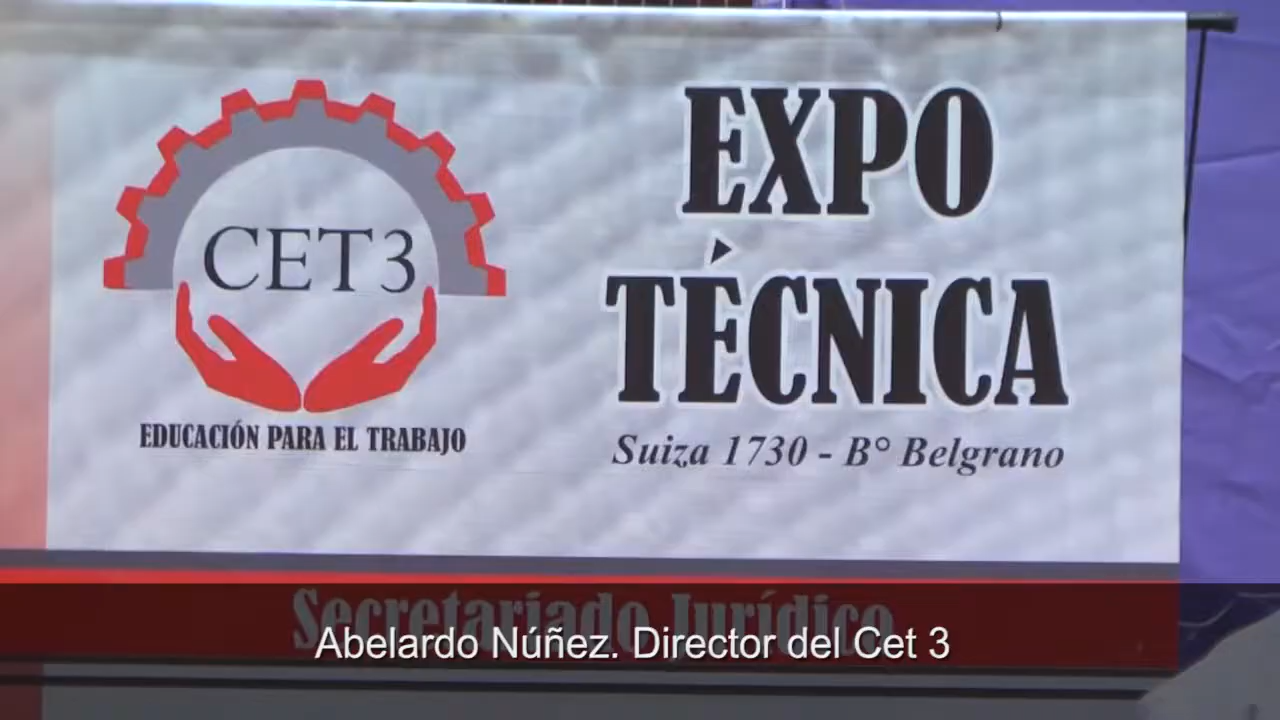 CET3
EDUCACIÓN PARA EL TRABAJO
EXPO
TÉCNICA
Suiza 1730 - B° Belgrano
Secretariado Jurídico
Abelardo Núñez. Director del Cet 3